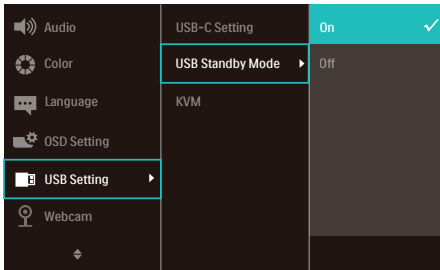 Audio
Color
Language
OSD Setting
USB Setting
Webcam
USB-C Setting
USB Standby Mode
KVM
On
Off